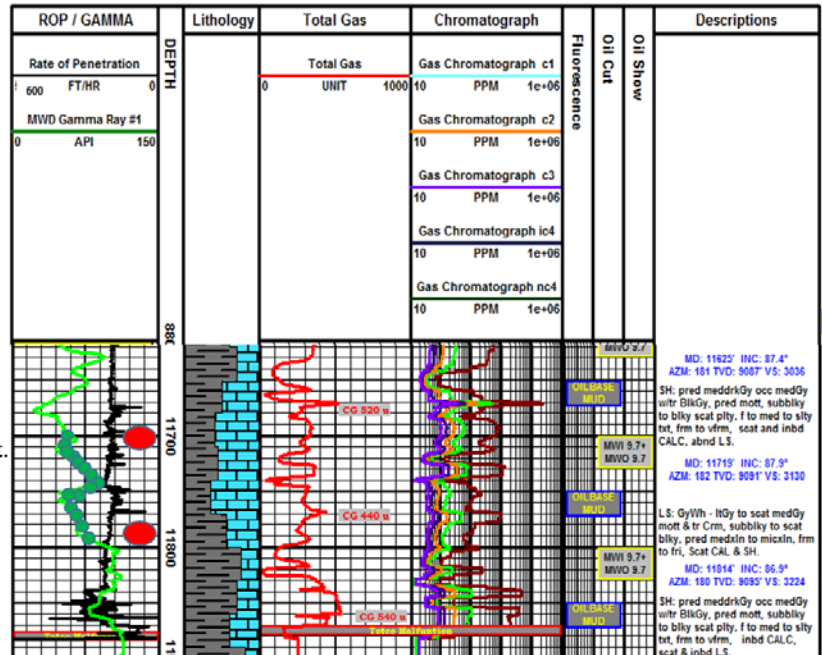 ROP / GAMMA
Rate of Penetration
600 FT/HR 0
MWD Gamma Ray #1
0 API 150
DEPTH
Lithology
Total Gas
Total Gas
0 UNIT 1000
Chromatograph
Gas Chromatograph c1
10 PPM 1e+06
Gas Chromatograph c2
10 PPM 1e+06
Gas Chromatograph c3
10 PPM 1e+06
Gas Chromatograph ic4
10 PPM 1e+06
Gas Chromatograph nc4
10 PPM 1e+06
Fluorescence
Oil Cut
Oil Show
Descriptions
11700
11800
CG 520 u
CG 440 u
CG 540 u
Totco Malfuntion
OILBASE
MUD
OILBASE
MUD
OILBASE
MUD
MWO 9.7
MWI 9.7+
MWO 9.7
MWI 9.7+
MWO 9.7
MD: 11625' INC: 87.4°
AZM: 181 TVD: 9087' VS: 3036
SH: pred meddrkGy occ medGy
w/tr BlkGy, pred mott, subblky
to blky scat plty, f to med to slty
txt, frm to vfrm, scat and inbd
CALC, abnd LS.
MD: 11719' INC: 87.9°
AZM: 182 TVD: 9091' VS: 3130
LS: GyWh - ltGy to scat medGy
mott & tr Crm, subblky to scat
blky, pred medxln to micxln, frm
to fri, Scat CAL & SH.
MD: 11814' INC: 86.9°
AZM: 180 TVD: 9095' VS: 3224
SH: pred meddrkGy occ medGy
w/tr BlkGy, pred mott, subblky
to blky scat plty, f to med to slty
txt, frm to vfrm, inbd CALC,
scat & inbd LS.